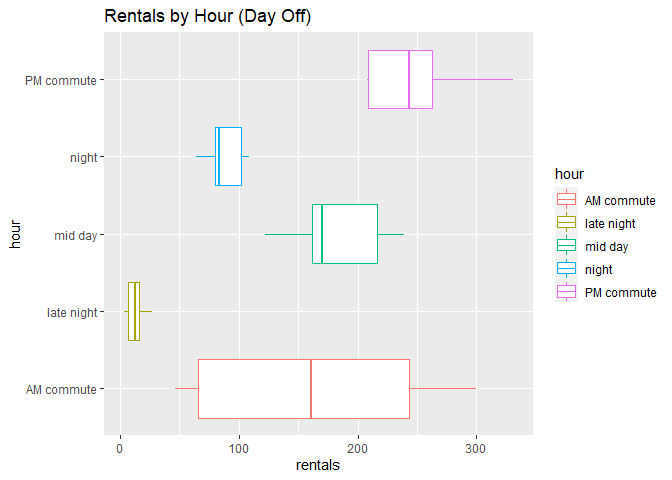 Rentals by Hour (Day Off)
PM commute
night
mid day
late night
AM commute
hour
0 100 200 300
rentals
hour
AM commute
late night
mid day
night
PM commute